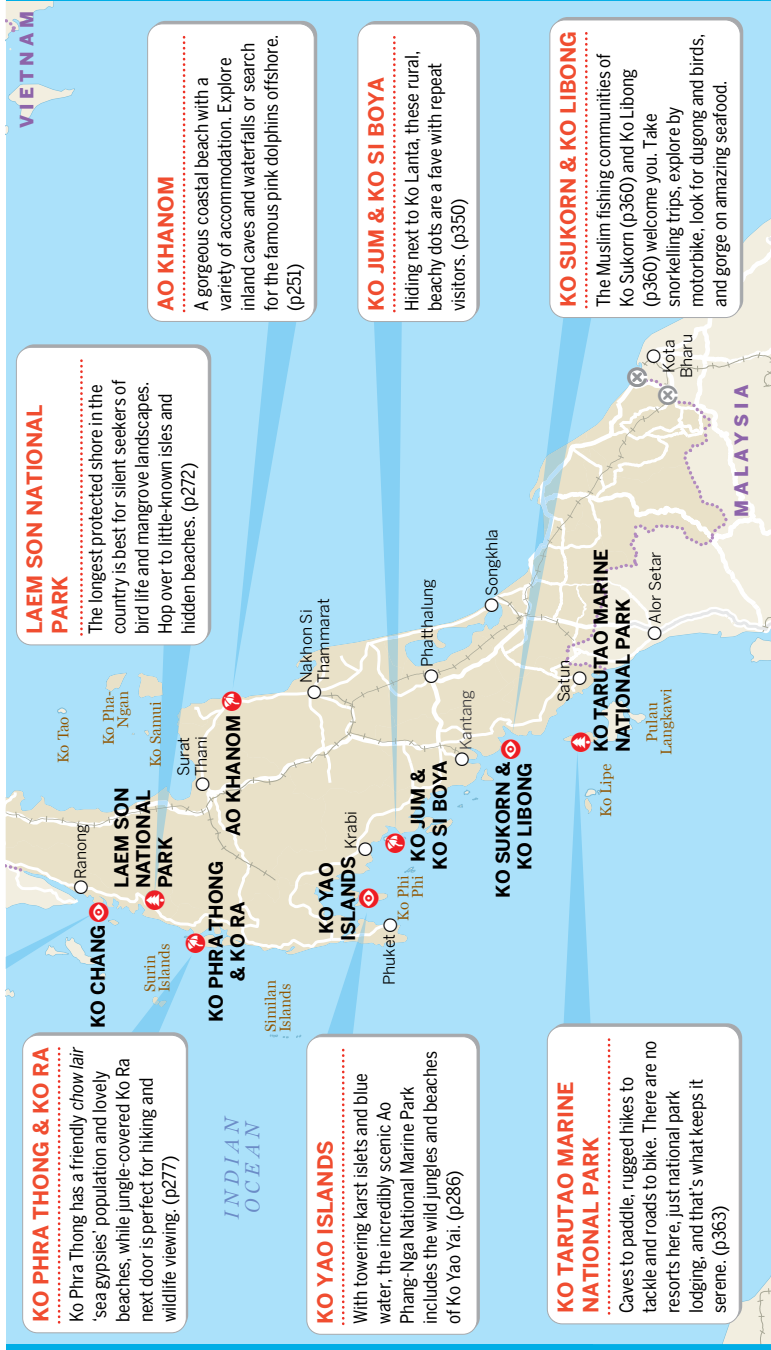 VIETNAM
LAEM SON NATIONAL
PARK
The longest protected shore in the
country is best for silent seekers of
bird life and mangrove landscapes.
Hop over to little-known isles and
hidden beaches. (p272)
AO KHANOM
A gorgeous coastal beach with a
variety of accommodation. Explore
inland caves and waterfalls or search
for the famous pink dolphins offshore.
(p251)
KO JUM & KO SI BOYA
Hiding next to Ko Lanta, these rural,
beachy dots are a fave with repeat
visitors. (p350)
KO SUKORN & KO LIBONG
The Muslim fishing communities of
Ko Sukorn (p360) and Ko Libong
(p360) welcome you. Take
snorkelling trips, explore by
motorbike, look for dugong and birds,
and gorge on amazing seafood.
KO PHRA THONG & KO RA
Ko Phra Thong has a friendly chow lair
'sea gypsies' population and lovely
beaches, while jungle-covered Ko Ra
next door is perfect for hiking and
wildlife viewing. (p277)
KO YAO ISLANDS
With towering karst islets and blue
water, the incredibly scenic Ao
Phang-Nga National Marine Park
includes the wild jungles and beaches
of Ko Yao Yai. (p286)
KO TARUTAO MARINE
NATIONAL PARK
Caves to paddle, rugged hikes to
tackle and roads to bike. There are no
resorts here, just national park
lodging, and that's what keeps it
serene. (p363)
Ko Tao
Ko Pha-
Ngan
Ko Samui
Ranong
KO CHANG
LAEM SON
NATIONAL
PARK
Surat
Thani
Surin
Islands
KO PHRA THONG
& KO RA
AO KHANOM
Similan
Islands
INDIAN
OCEAN
Nakhon Si
Thammarat
KO YAO
ISLANDS
Krabi
Phuket
Ko Phi
Phi
KO JUM &
KO SI BOYA
Phatthalung
Kantang
Songkhla
KO SUKORN &
KO LIBONG
Satun
KO TARUTAO MARINE
NATIONAL PARK
Ko Lipe
Pulau
Langkawi
Alor Setar
Kota
Bharu
MALAYSIA